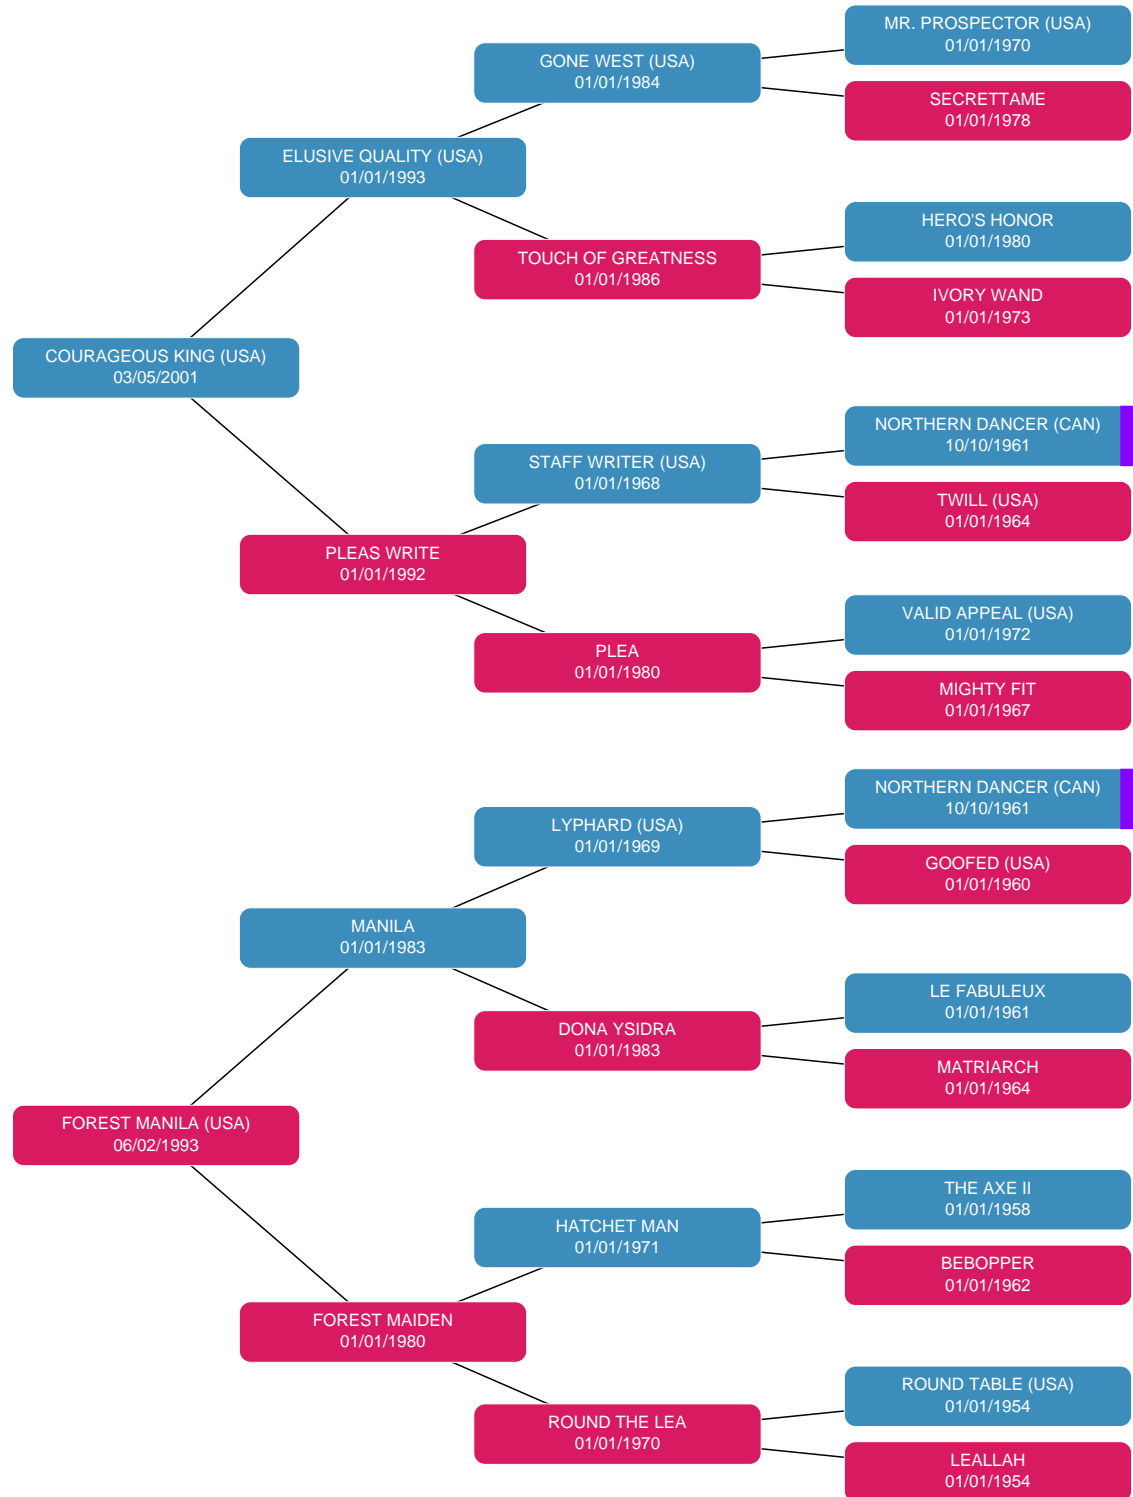 MR. PROSPECTOR (USA)
01/01/1970
GONE WEST (USA)
01/01/1984
SECRETTAME
01/01/1978
ELUSIVE QUALITY (USA)
01/01/1993
HERO'S HONOR
01/01/1980
TOUCH OF GREATNESS
01/01/1986
IVORY WAND
01/01/1973
COURAGEOUS KING (USA)
03/05/2001
NORTHERN DANCER (CAN)
10/10/1961
STAFF WRITER (USA)
01/01/1968
TWILL (USA)
01/01/1964
PLEAS WRITE
01/01/1992
VALID APPEAL (USA)
01/01/1972
PLEA
01/01/1980
MIGHTY FIT
01/01/1967
NORTHERN DANCER (CAN)
10/10/1961
LYPHARD (USA)
01/01/1969
GOOFED (USA)
01/01/1960
MANILA
01/01/1983
LE FABULEUX
01/01/1961
DONA YSIDRA
01/01/1983
MATRIARCH
01/01/1964
FOREST MANILA (USA)
06/02/1993
THE AXE II
01/01/1958
HATCHET MAN
01/01/1971
BEBOPPER
01/01/1962
FOREST MAIDEN
01/01/1980
ROUND TABLE (USA)
01/01/1954
ROUND THE LEA
01/01/1970
LEALLAH
01/01/1954